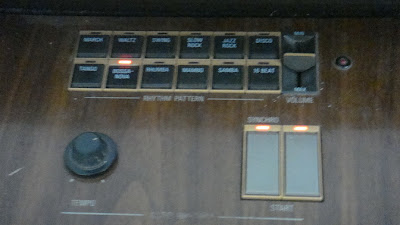 MARCH WALTZ SWING SLOW ROCK JAZZ ROCK DISCO
TANGO BOSSA-NOVA RHUMBA MAMBO SAMBA 16 BEAT
RHYTHM PATTERN
MIN
MAX
VOLUME
SYNCHRO
TEMPO
START